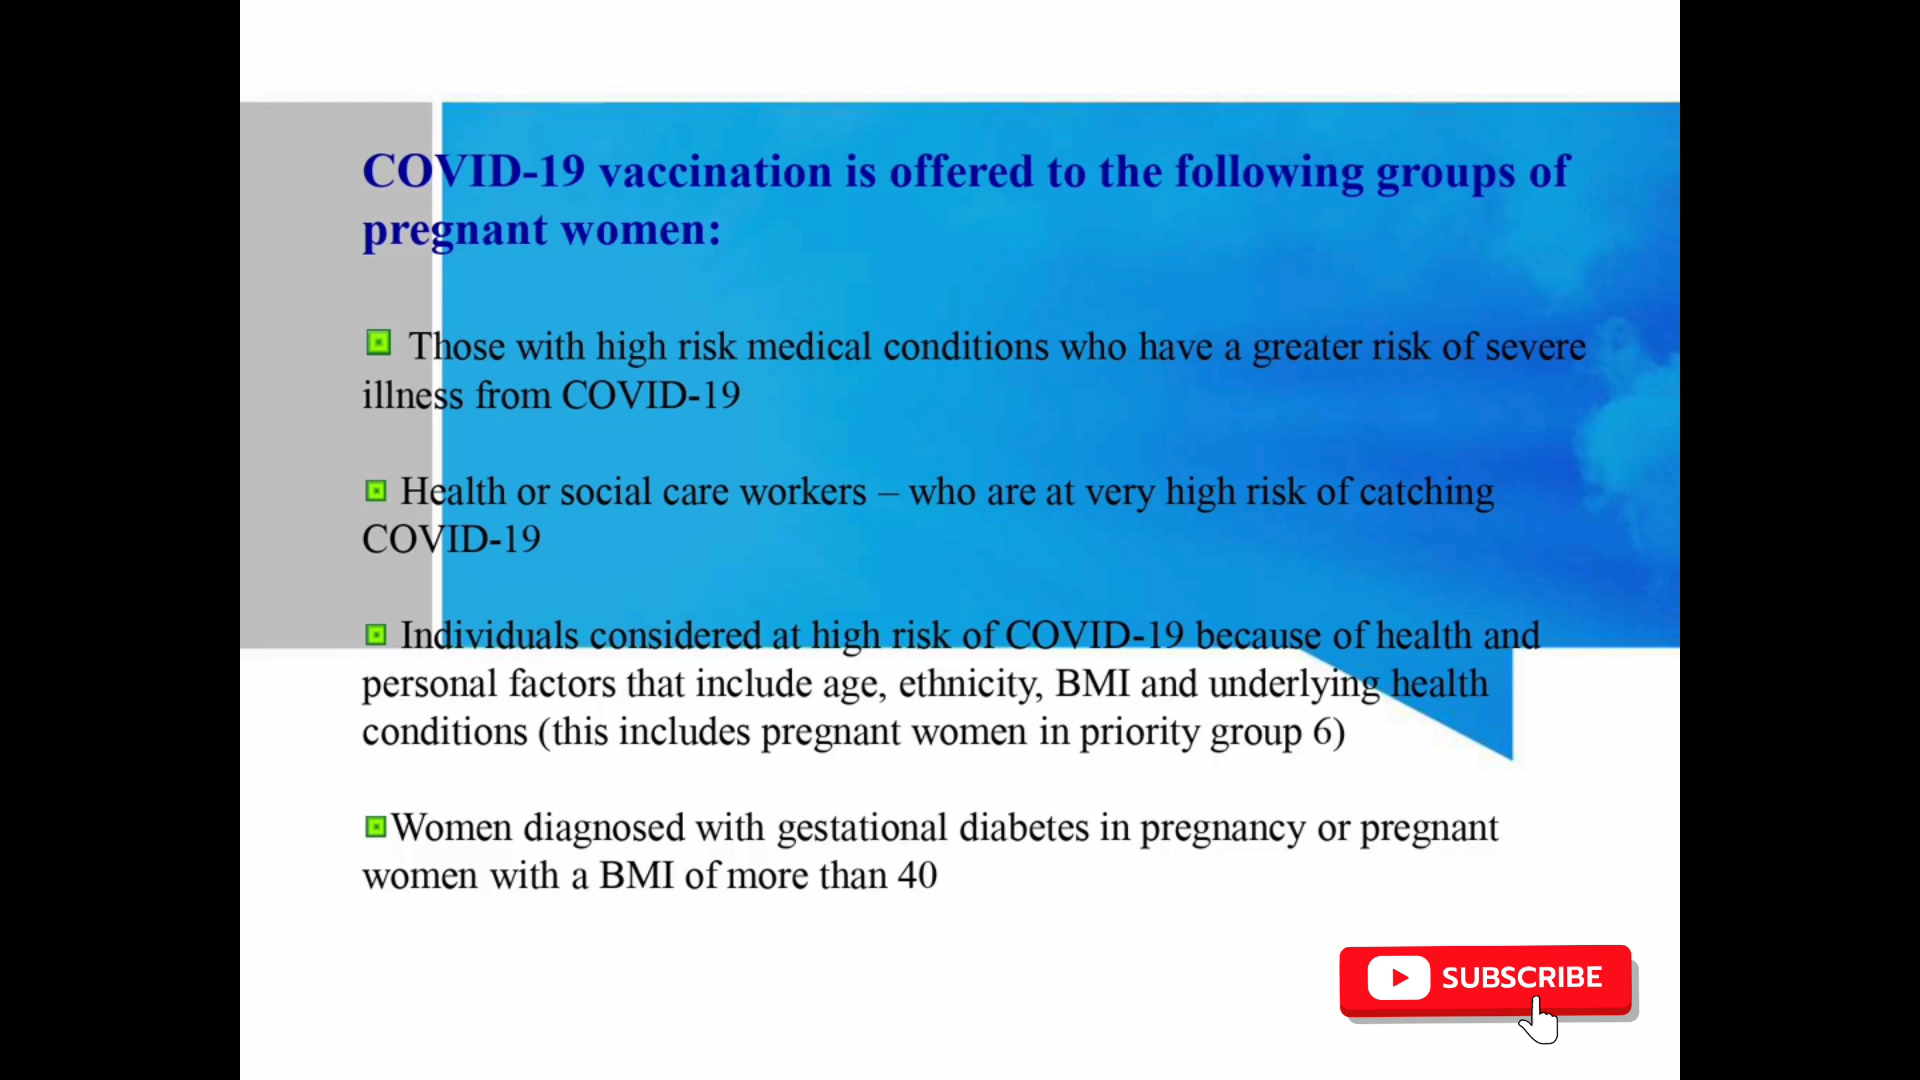 COVID-19 vaccination is offered to the following groups of
pregnant women:
Those with high risk medical conditions who have a greater risk of severe
illness from COVID-19
Health or social care workers – who are at very high risk of catching
COVID-19
Individuals considered at high risk of COVID-19 because of health and
personal factors that include age, ethnicity, BMI and underlying health
conditions (this includes pregnant women in priority group 6)
Women diagnosed with gestational diabetes in pregnancy or pregnant
women with a BMI of more than 40
SUBSCRIBE